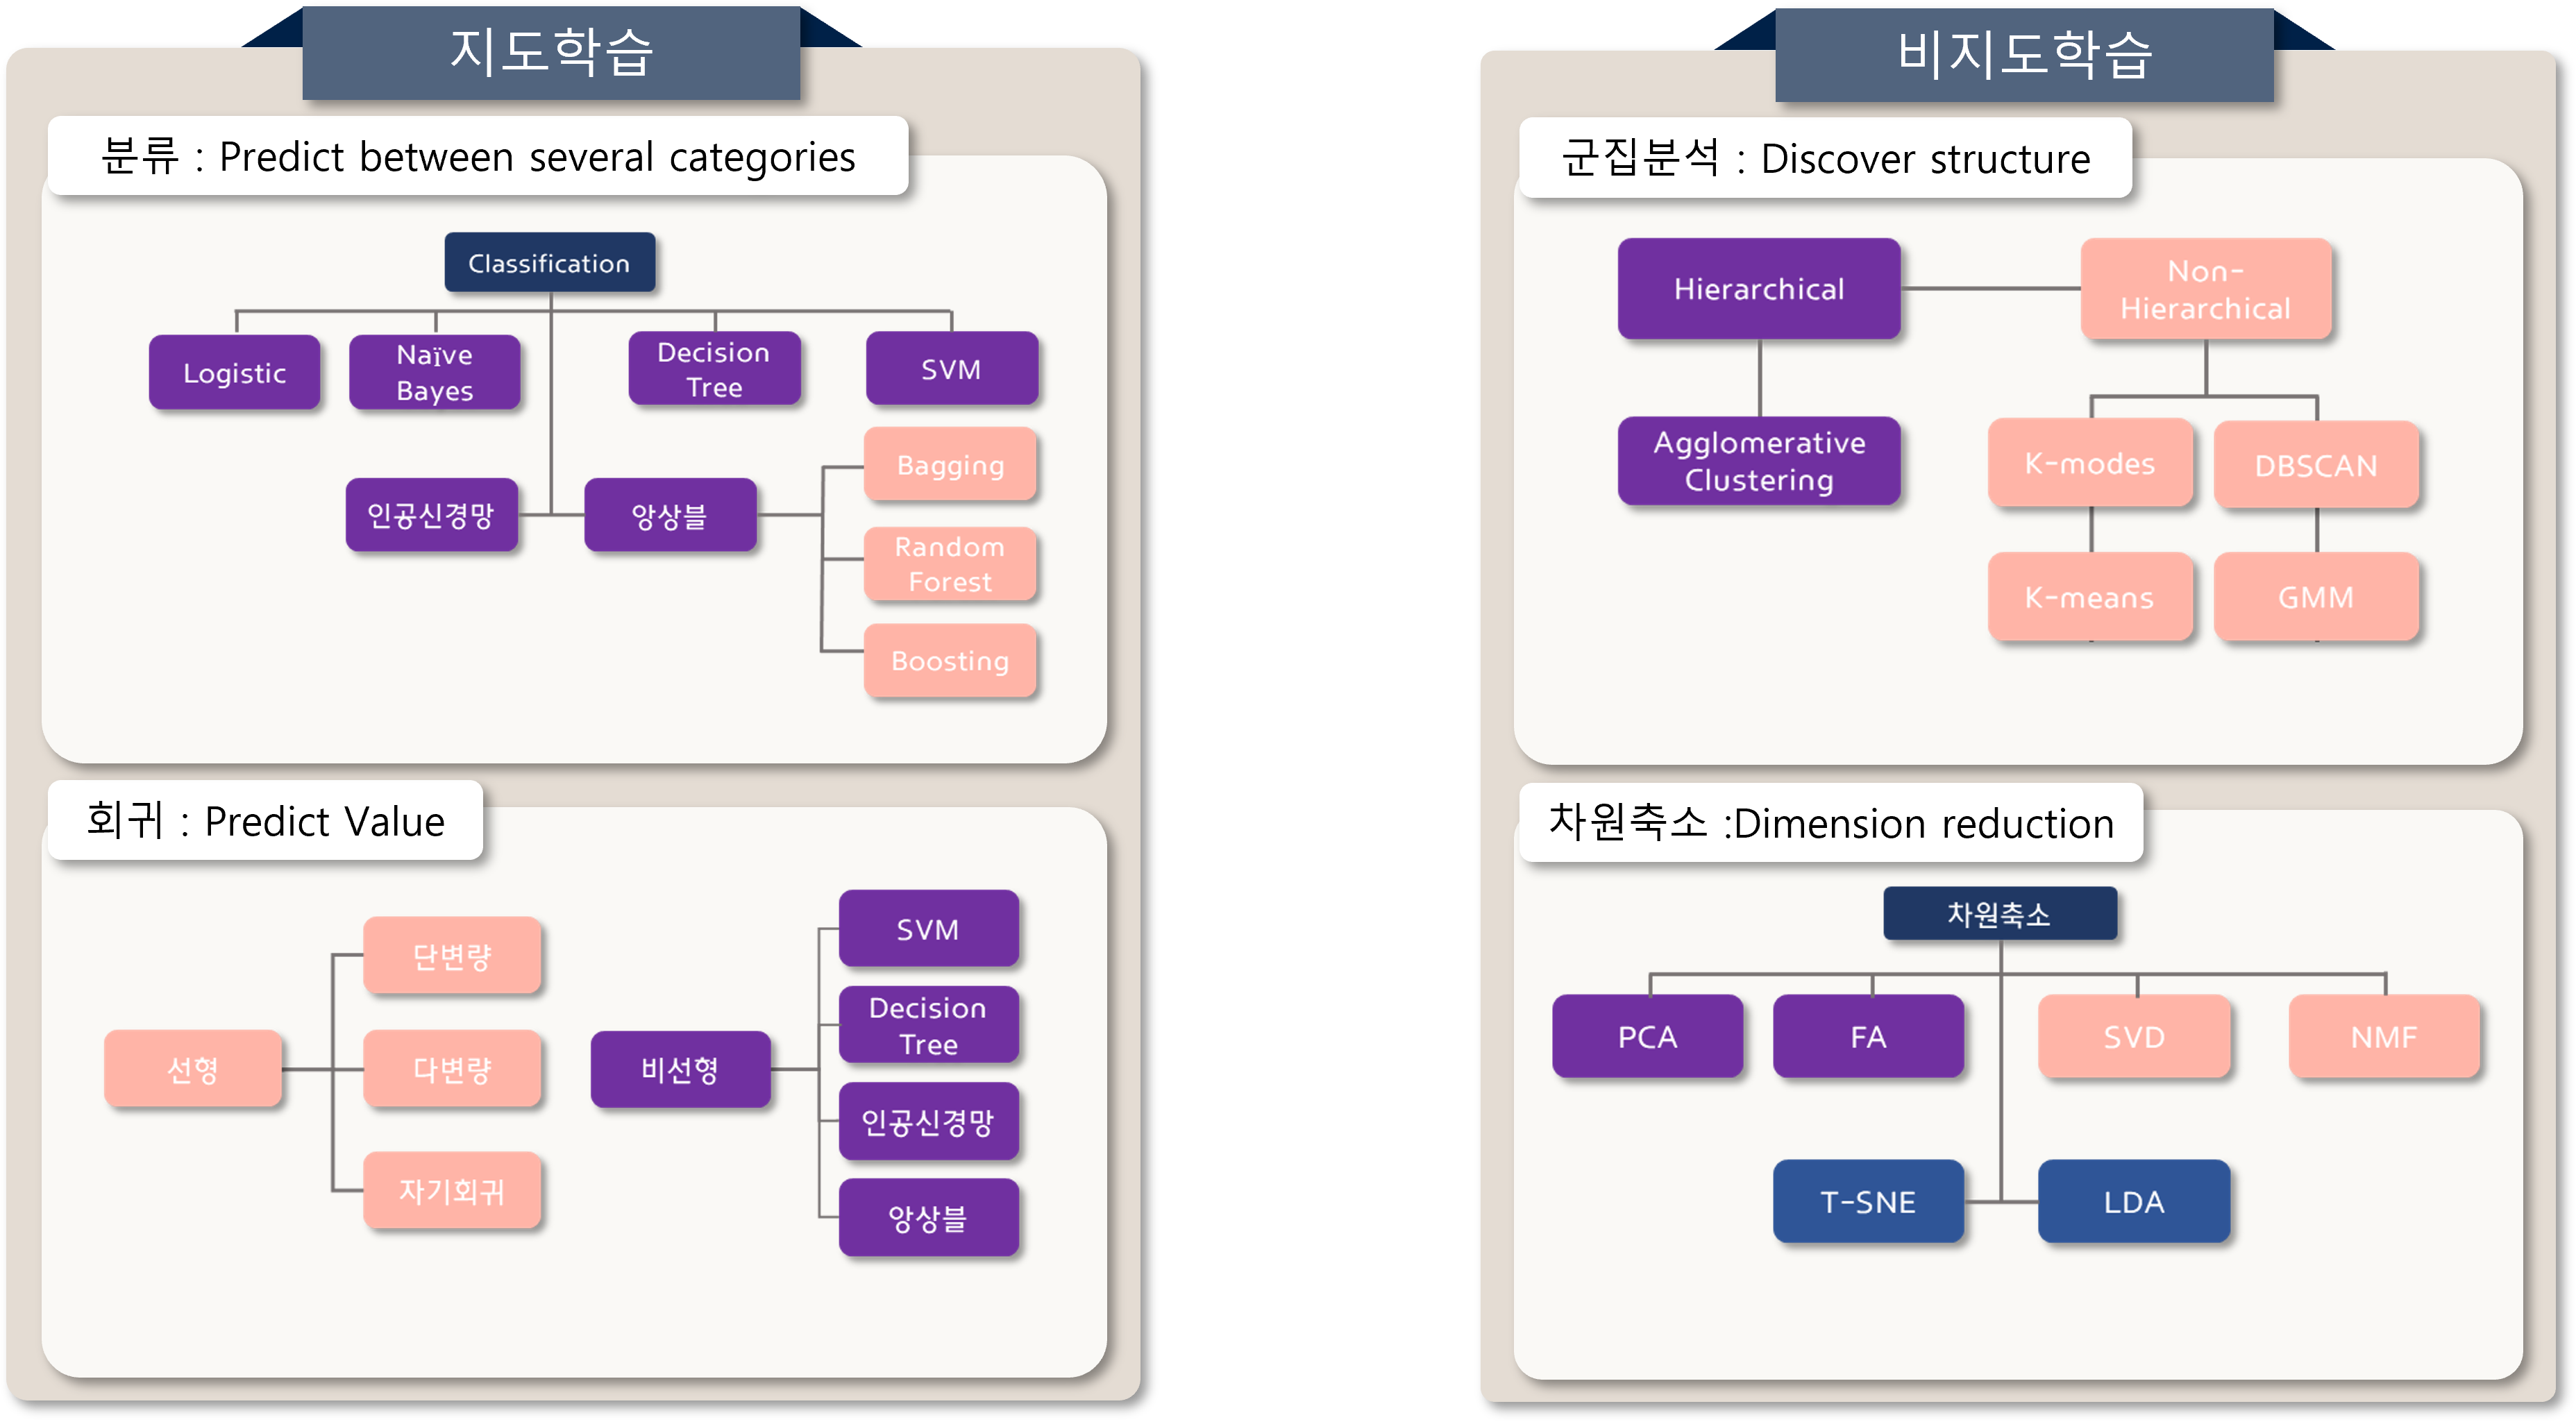 지도학습
분류 : Predict between several categories
Classification
Logistic
Naïve
Bayes
Decision
Tree
SVM
인공신경망
앙상블
Bagging
Random
Forest
Boosting
회귀 : Predict Value
선형
단변량
다변량
자기회귀
비선형
SVM
Decision
Tree
인공신경망
앙상블
비지도학습
군집분석 : Discover structure
Hierarchical
Non-
Hierarchical
Agglomerative
Clustering
K-modes
DBSCAN
K-means
GMM
차원축소 :Dimension reduction
차원축소
PCA
FA
SVD
NMF
T-SNE
LDA